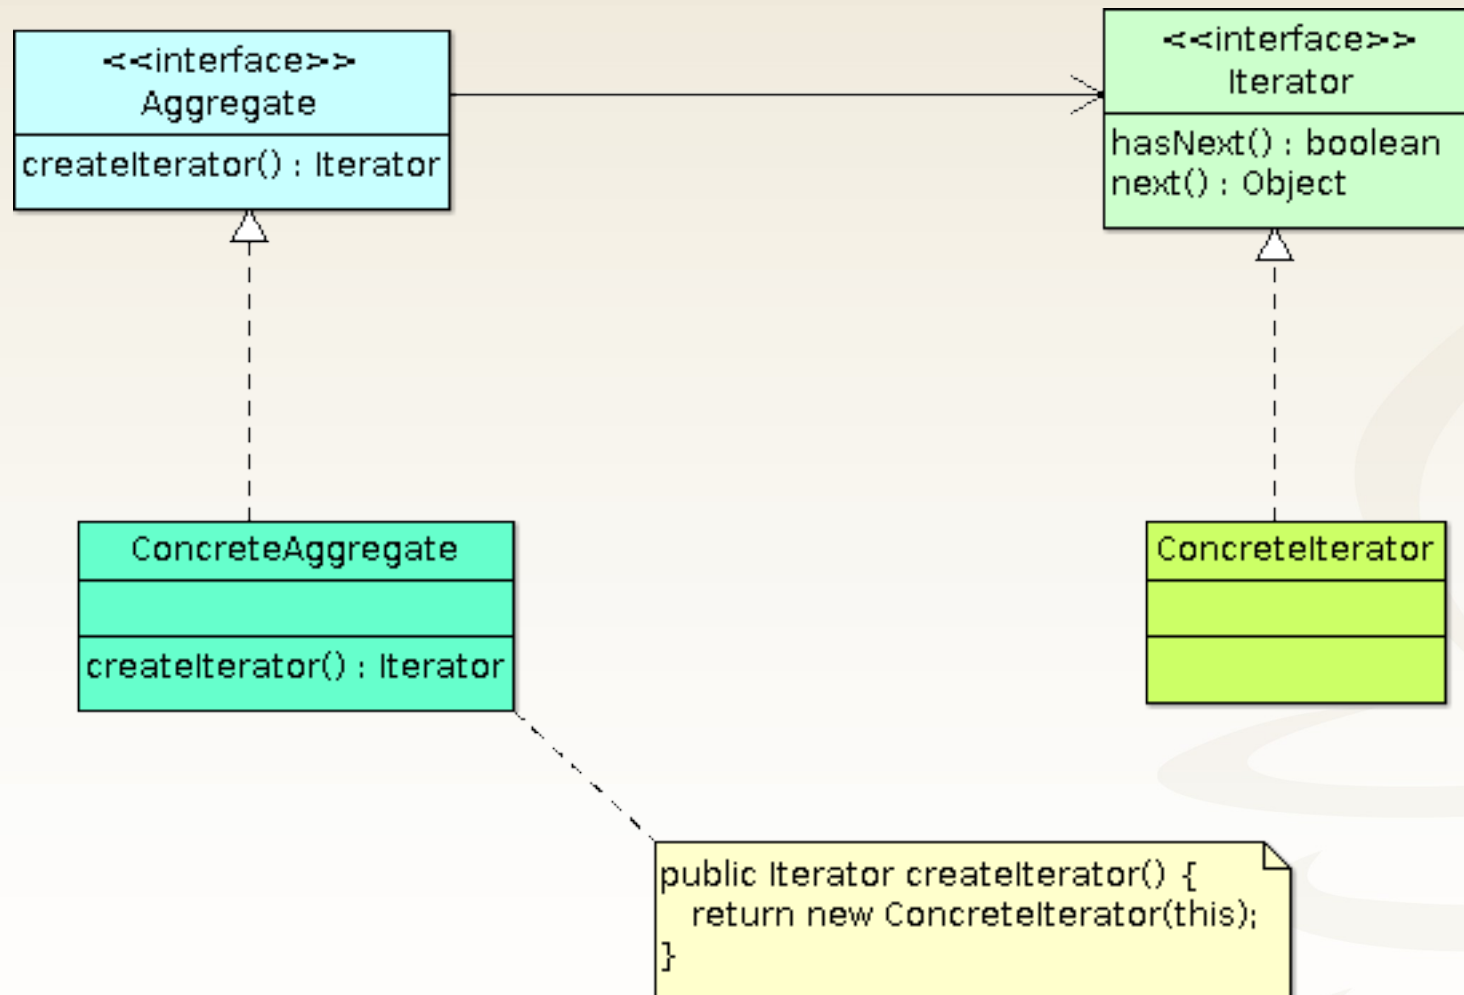 <<interface>>
Aggregate
createIterator() : Iterator
<<interface>>
Iterator
hasNext() : boolean
next() : Object
ConcreteAggregate
createIterator() : Iterator
ConcreteIterator
public Iterator createIterator() {
return new ConcreteIterator(this);
}